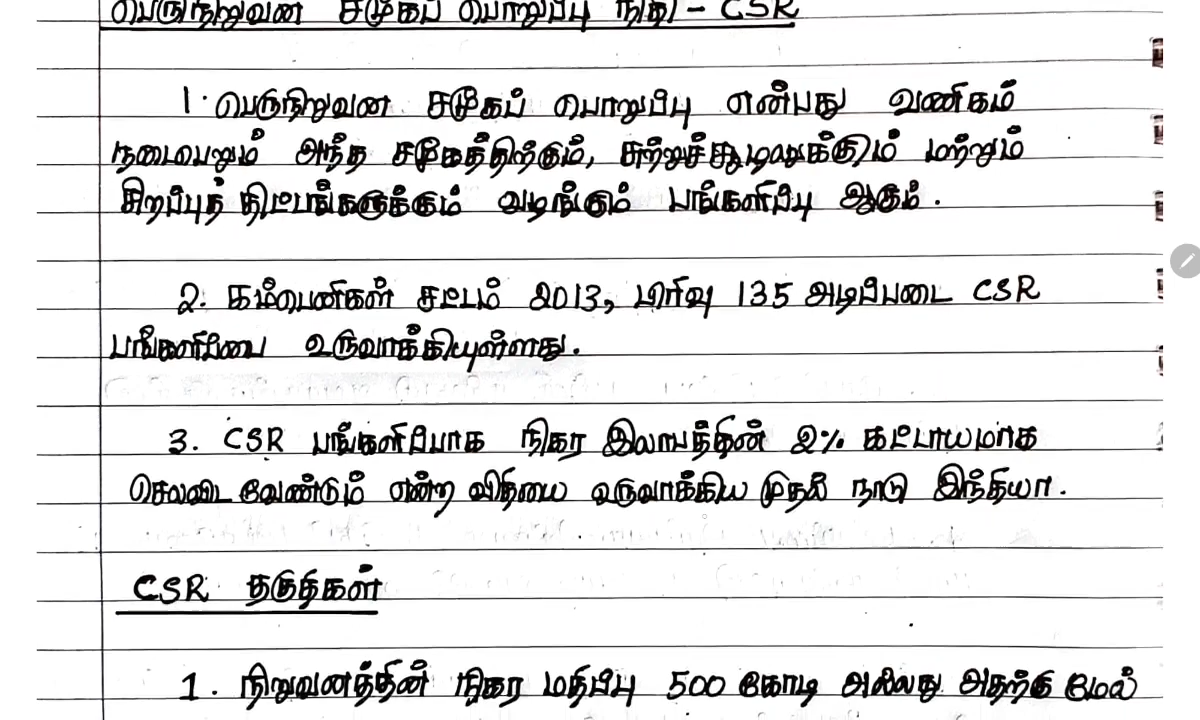 பெருநிறுவன சமூகப் பொறுப்பு நிதி - CSR
1. பெருநிறுவன சமூகப் பொறுப்பு என்பது வணிகம்
நடைபெறும் அந்த சமூகத்திற்கும், சுற்றுச்சூழலுக்கும் மற்றும்
சிறப்புத் திட்டங்களுக்கும் வழங்கும் பங்களிப்பு ஆகும்.
2. கம்பெனிகள் சட்டம் 2013, பிரிவு 135 அடிப்படை CSR
பங்களிப்பை உருவாக்கியுள்ளது.
3. CSR பங்களிப்பாக நிகர இலாபத்தின் 2% கட்டாயமாக
செலவிட வேண்டும் என்ற விதியை உருவாக்கிய முதல் நாடு இந்தியா.
CSR தகுதிகள்
1. நிறுவனத்தின் நிகர மதிப்பு 500 கோடி அல்லது அதற்கு மேல்